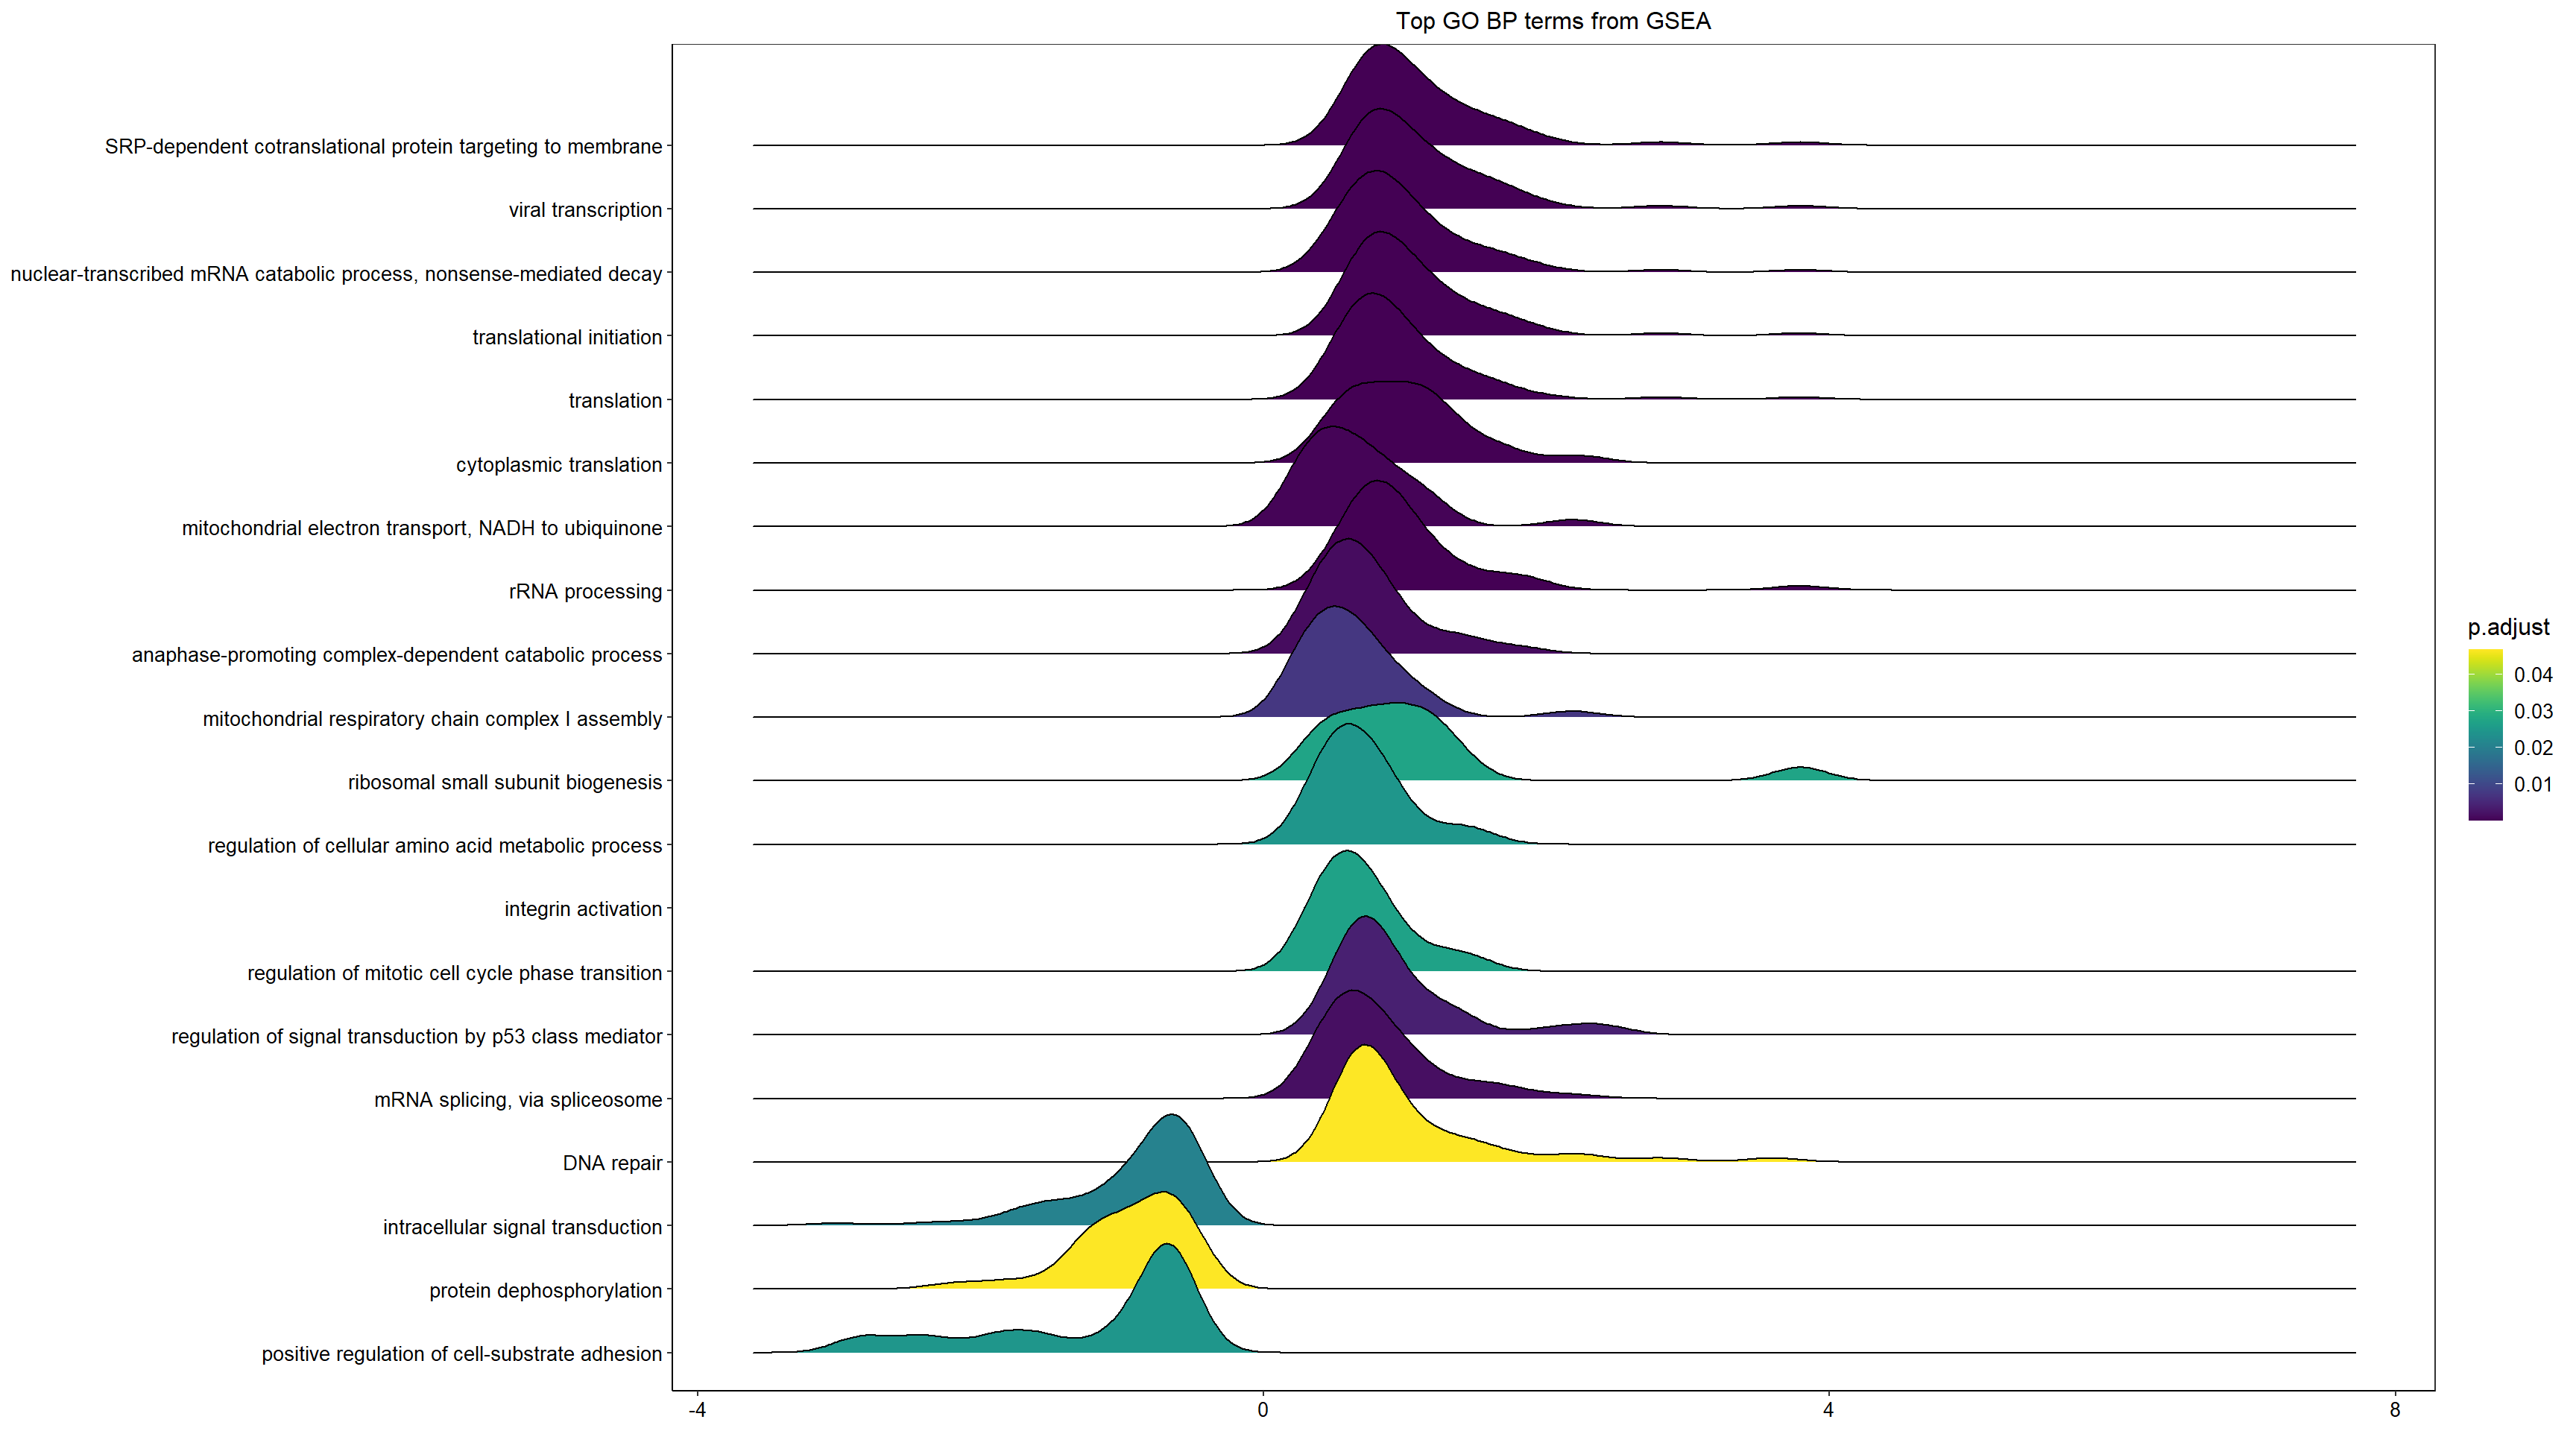 Top GO BP terms from GSEA
SRP-dependent cotranslational protein targeting to membrane
viral transcription
nuclear-transcribed mRNA catabolic process, nonsense-mediated decay
translational initiation
translation
cytoplasmic translation
mitochondrial electron transport, NADH to ubiquinone
rRNA processing
anaphase-promoting complex-dependent catabolic process
mitochondrial respiratory chain complex I assembly
ribosomal small subunit biogenesis
regulation of cellular amino acid metabolic process
integrin activation
regulation of mitotic cell cycle phase transition
regulation of signal transduction by p53 class mediator
mRNA splicing, via spliceosome
DNA repair
intracellular signal transduction
protein dephosphorylation
positive regulation of cell-substrate adhesion
-4 0 4 8
p.adjust
0.04
0.03
0.02
0.01